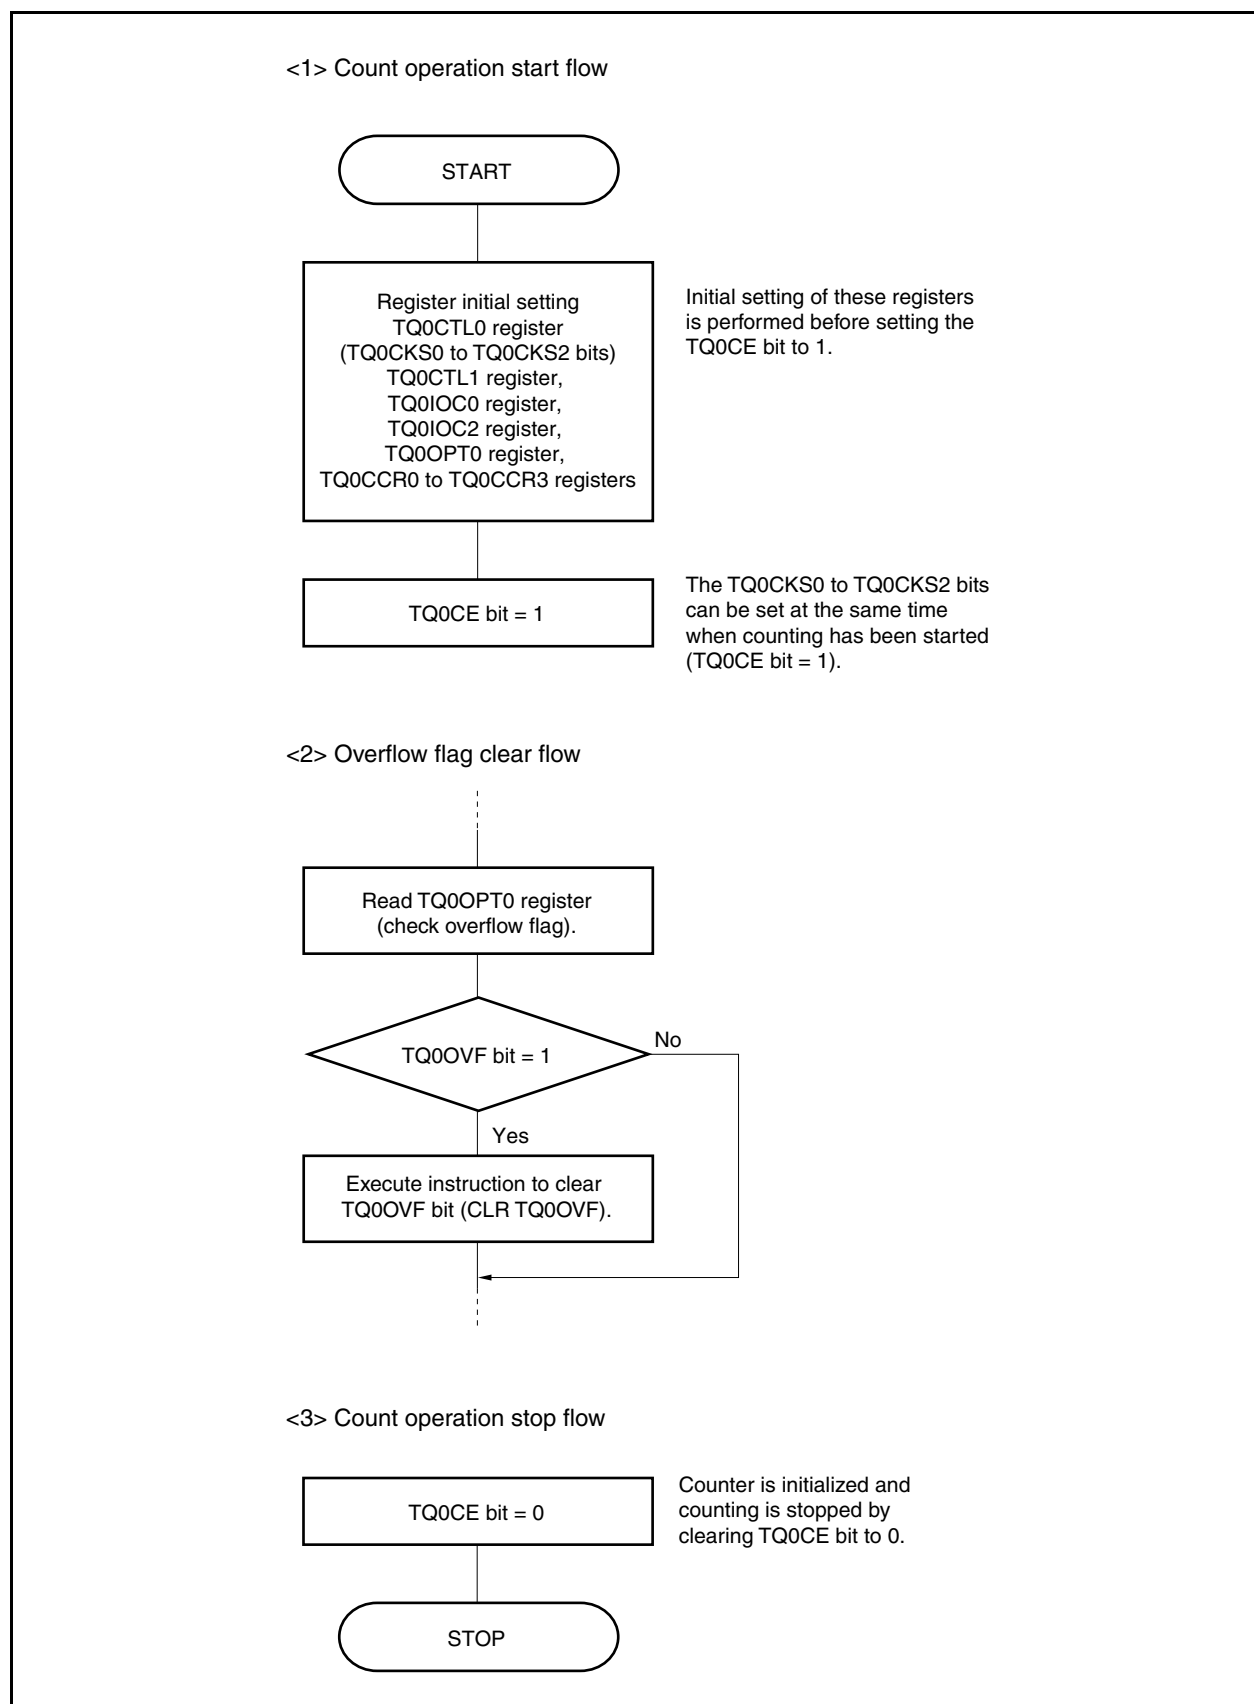 <1> Count operation start flow
START
Register initial setting
TQ0CTL0 register
(TQ0CKS0 to TQ0CKS2 bits)
TQ0CTL1 register,
TQ0IOC0 register,
TQ0IOC2 register,
TQ0OPT0 register,
TQ0CCR0 to TQ0CCR3 registers
Initial setting of these registers
is performed before setting the
TQ0CE bit to 1.
TQ0CE bit = 1
The TQ0CKS0 to TQ0CKS2 bits
can be set at the same time
when counting has been started
(TQ0CE bit = 1).
<2> Overflow flag clear flow
Read TQ0OPT0 register
(check overflow flag).
TQ0OVF bit = 1
No
Yes
Execute instruction to clear
TQ0OVF bit (CLR TQ0OVF).
<3> Count operation stop flow
TQ0CE bit = 0
Counter is initialized and
counting is stopped by
clearing TQ0CE bit to 0.
STOP